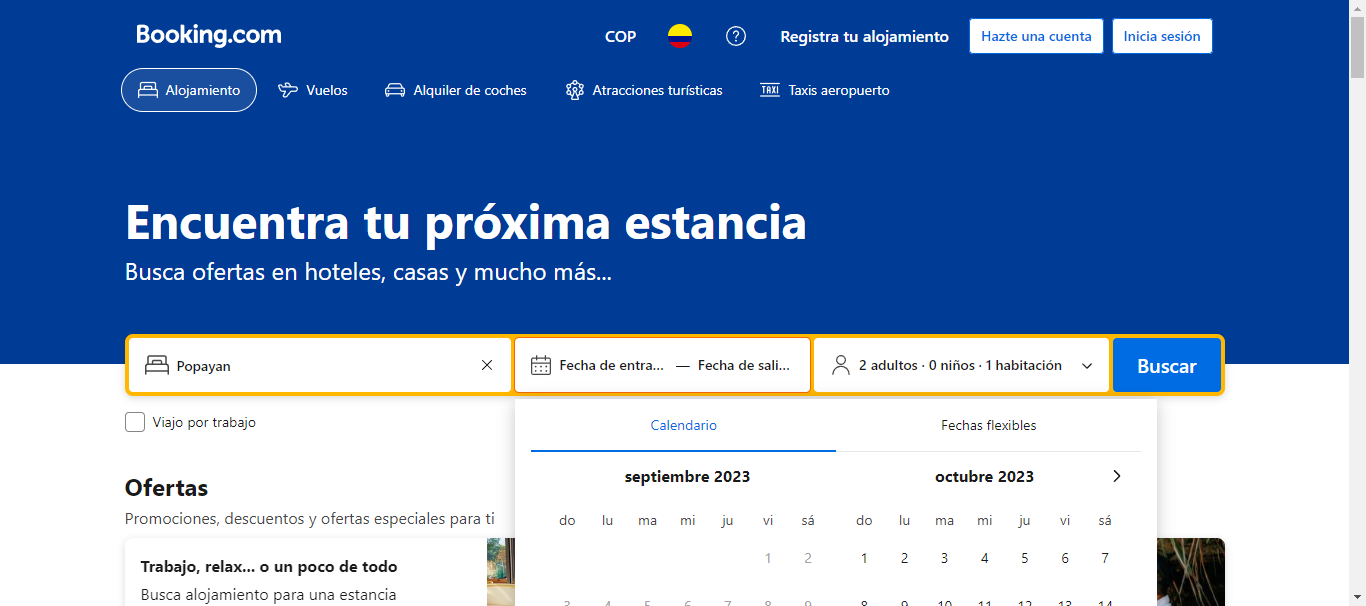 Booking.com
COP
Registra tu alojamiento
Hazte una cuenta
Inicia sesión
Alojamiento
Vuelos
Alquiler de coches
Atracciones turísticas
TAXI
Taxis aeropuerto
Encuentra tu próxima estancia
Busca ofertas en hoteles, casas y mucho más...
Popayan
Fecha de entra... — Fecha de sali...
2 adultos · 0 niños · 1 habitación
Buscar
Viajo por trabajo
Calendario
Fechas flexibles
septiembre 2023
octubre 2023
do lu ma mi ju vi sá
do lu ma mi ju vi sá
1 2
1 2 3 4 5 6 7
3 4 5 6 7 8 9
8 9 10 11 12 13 14
Ofertas
Promociones, descuentos y ofertas especiales para ti
Trabajo, relax... o un poco de todo
Busca alojamiento para una estancia